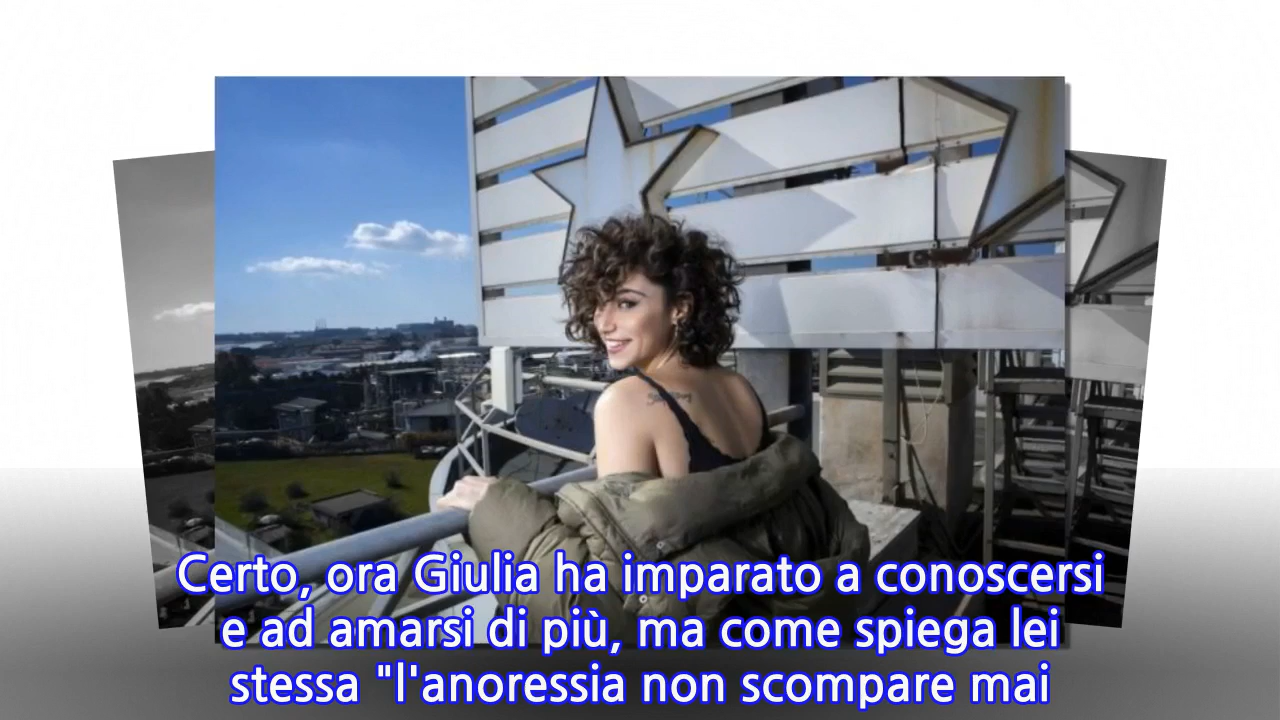 Certo, ora Giulia ha imparato a conoscersi
e ad amarsi di più, ma come spiega lei
stessa "l'anoressia non scompare mai